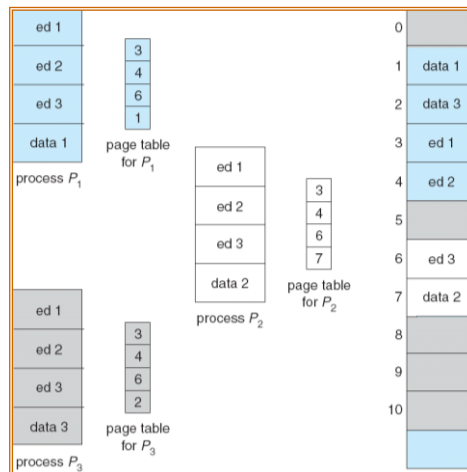 ed 1
ed 2
ed 3
data 1
process P1
3
4
6
1
page table
for P1
ed 1
ed 2
ed 3
data 2
process P2
3
4
6
7
page table
for P2
ed 1
ed 2
ed 3
data 3
process P3
3
4
6
2
page table
for P3
0
1 data 1
2 data 3
3 ed 1
4 ed 2
5
6 ed 3
7 data 2
8
9
10